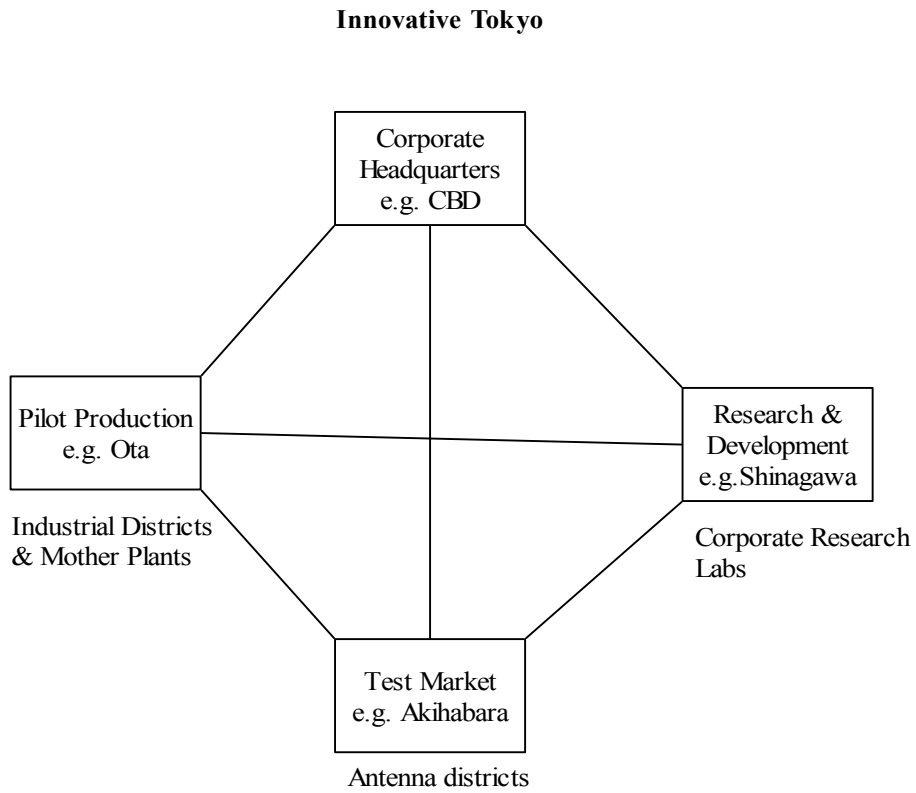 Innovative Tokyo
Corporate
Headquarters
e.g. CBD
Pilot Production
e.g. Ota
Industrial Districts
& Mother Plants
Research &
Development
e.g.Shinagawa
Corporate Research
Labs
Test Market
e.g. Akihabara
Antenna districts